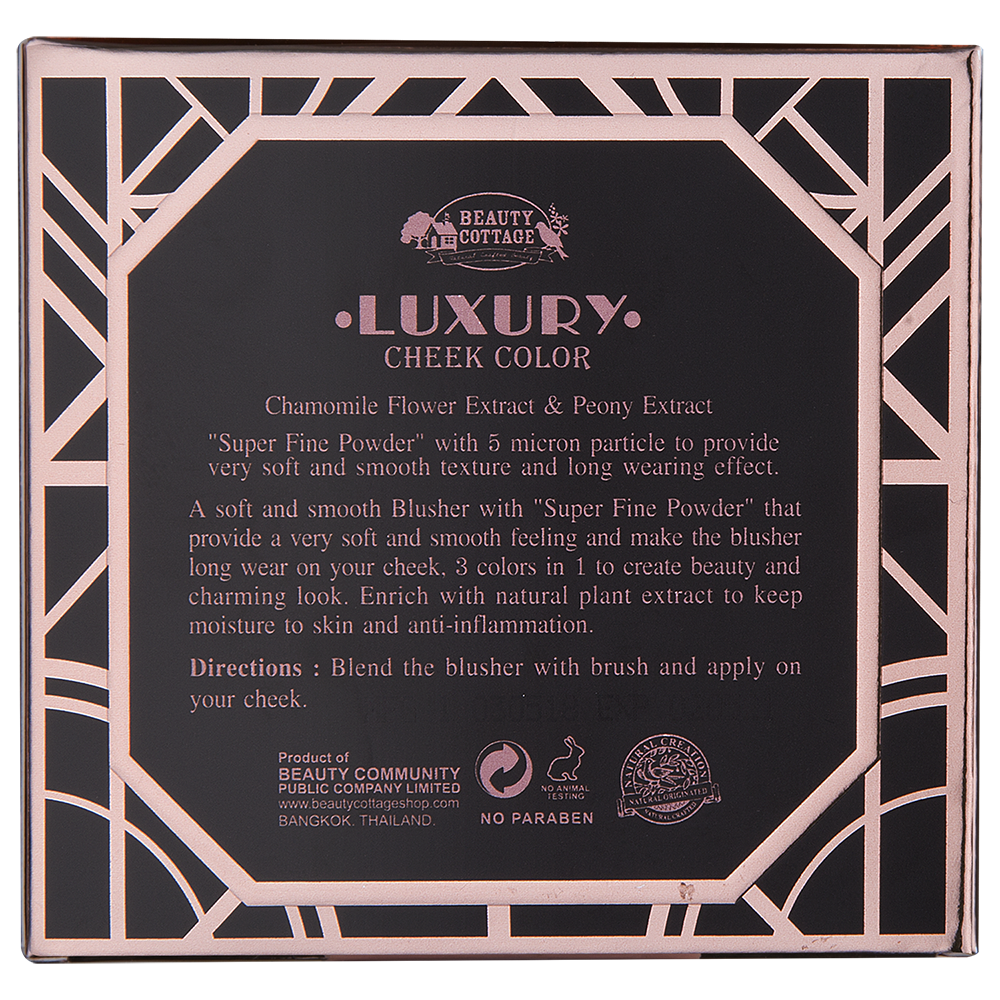 BEAUTY
COTTAGE
Natural Crafted Beauty
•LUXURY•
CHEEK COLOR
Chamomile Flower Extract & Peony Extract
"Super Fine Powder" with 5 micron particle to provide
very soft and smooth texture and long wearing effect.
A soft and smooth Blusher with "Super Fine Powder" that
provide a very soft and smooth feeling and make the blusher
long wear on your cheek, 3 colors in 1 to create beauty and
charming look. Enrich with natural plant extract to keep
moisture to skin and anti-inflammation.
Directions : Blend the blusher with brush and apply on
your cheek.
Product of
BEAUTY COMMUNITY
PUBLIC COMPANY LIMITED
www.beautycottageshop.com
BANGKOK. THAILAND.
NO ANIMAL
TESTING
NO PARABEN
NATURAL CREATION
NATURAL ORIGINATED
NATURAL CRAFTED